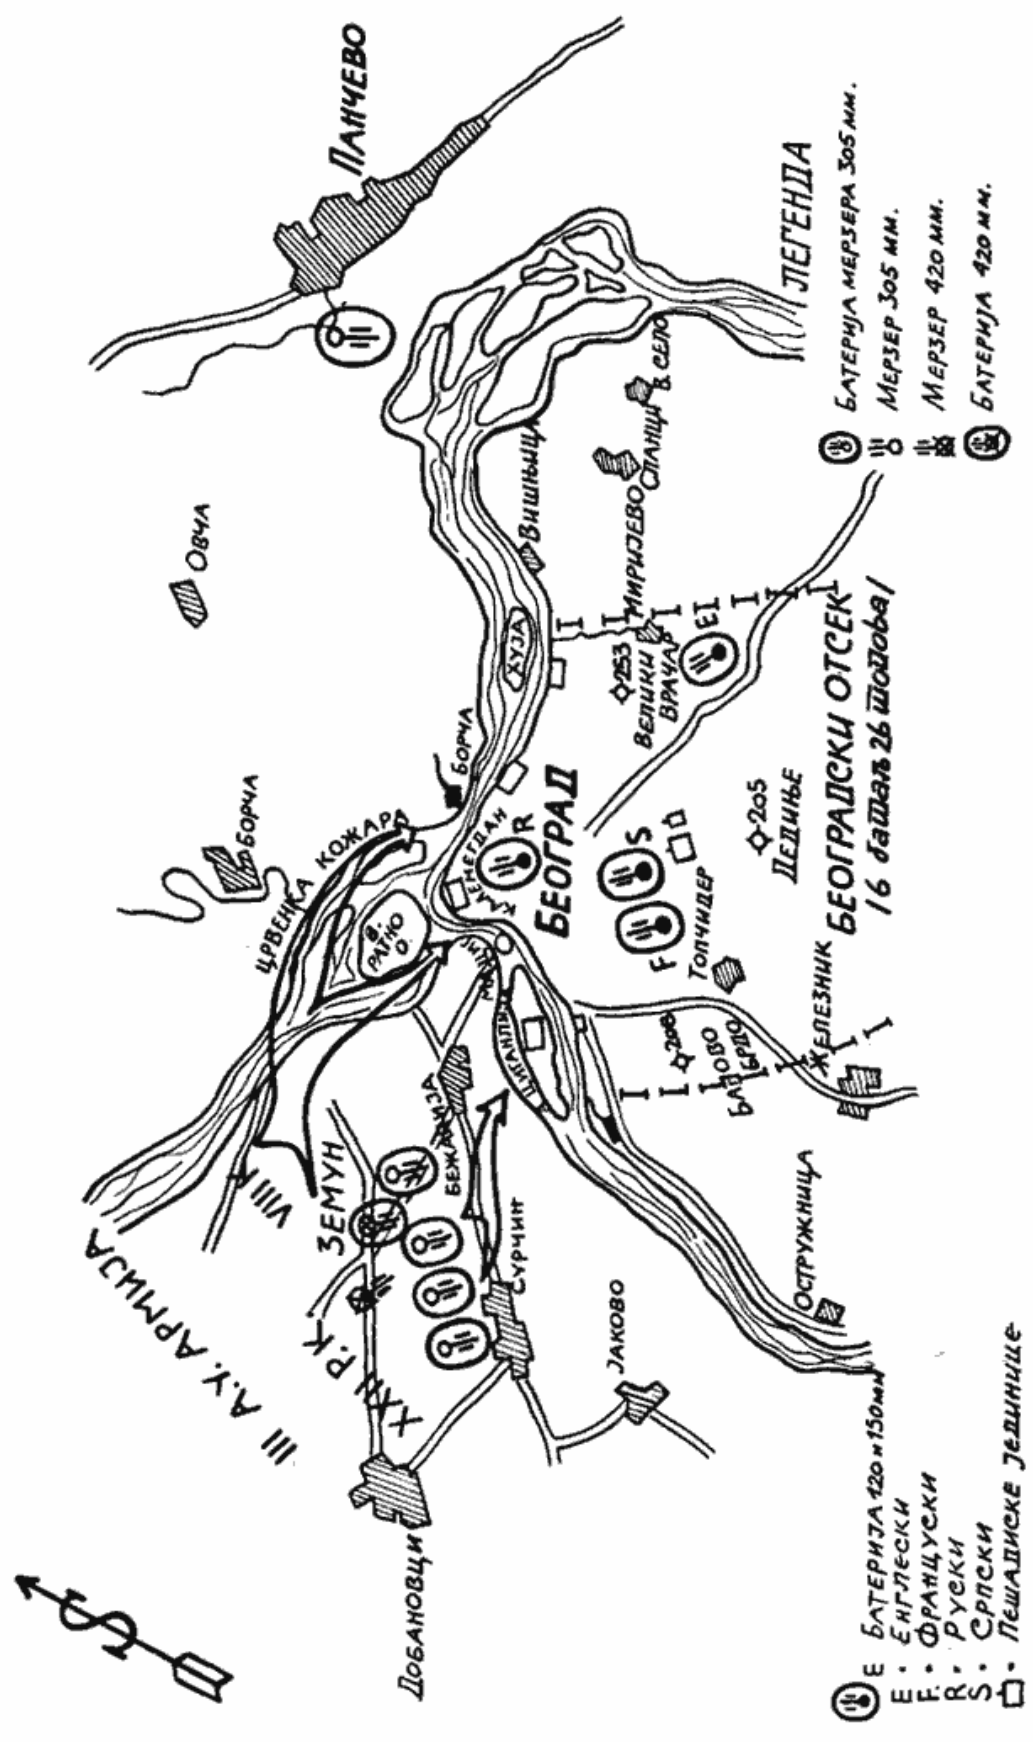 ПАНЧЕВО
ОВЧА
БОРЧА
БОРЧА
ЦРВЕНКА
КОЖАРА
В.
РАТНО
О.
ХУЈА
ВИШЊИЦА
В. СЕЛО
СЛАНЦИ
МИРИЈЕВО
253
ВЕЛИКИ
ВРАЧАР
E
КАЛЕМЕГДАН
R
БЕОГРАД
S
F
ТОПЧИДЕР
205
ДЕДИЊЕ
БЕОГРАДСКИ ОТСЕК
16 батаљ 26 топова
ЖЕЛЕЗНИК
208
БАНОВО
БРДО
ЦИГАНЛИЈА
БЕЖАНИЈА
ЗЕМУН
VIII
III А.У. АРМИЈА
XXII Р.К.
СУРЧИН
ЈАКОВО
ОСТРУЖНИЦА
ДОБАНОВЦИ
S
ЛЕГЕНДА
БАТЕРИЈА МЕРЗЕРА 305 ММ.
МЕРЗЕР 305 ММ.
МЕРЗЕР 420 ММ.
БАТЕРИЈА 420 ММ.
E БАТЕРИЈА 120 и 150 мм
E • ЕНГЛЕСКИ
F. • ФРАНЦУСКИ
R • РУСКИ
S • СРПСКИ
• ПЕШАДИСКЕ ЈЕДИНИЦЕ